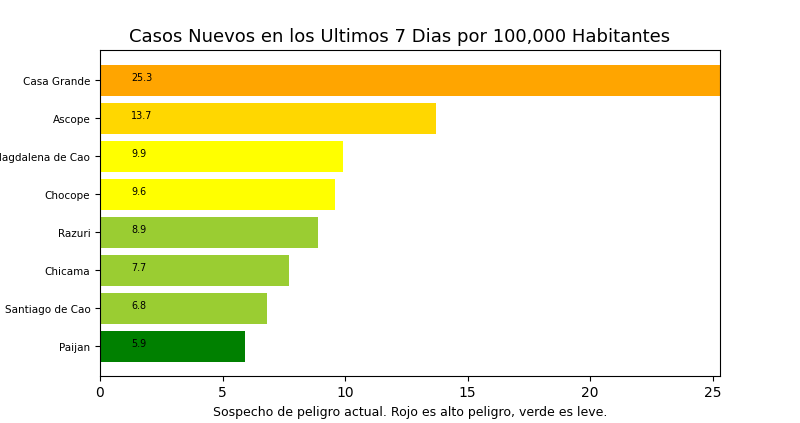 Casos Nuevos en los Ultimos 7 Dias por 100,000 Habitantes
Casa Grande 25.3
Ascope 13.7
de Cao 9.9
Chocope 9.6
Razuri 8.9
Chicama 7.7
Santiago de Cao 6.8
Paijan 5.9
0 5 10 15 20 25
Sospecho de peligro actual. Rojo es alto peligro, verde es leve.